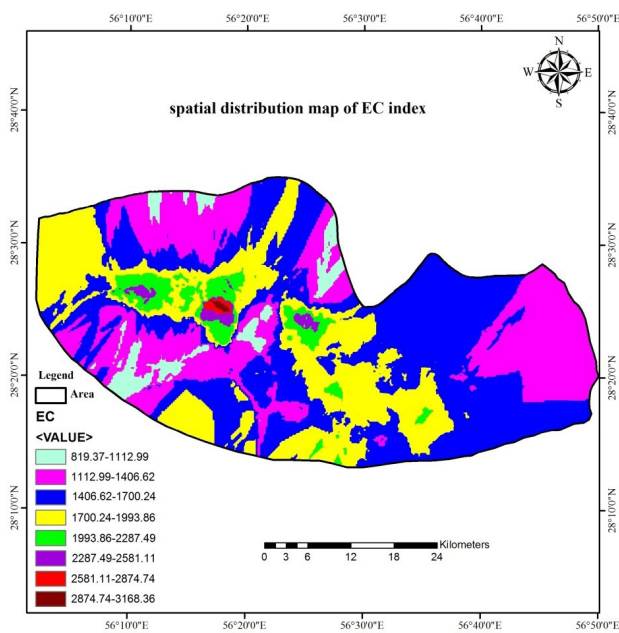 56°10'0"E 56°20'0"E 56°30'0"E 56°40'0"E 56°50'0"E
N
W E
S
spatial distribution map of EC index
28°40'0"N 28°40'0"N
28°30'0"N 28°30'0"N
28°20'0"N 28°20'0"N
28°10'0"N 28°10'0"N
Legend
Area
EC
<VALUE>
819.37-1112.99
1112.99-1406.62
1406.62-1700.24
1700.24-1993.86
1993.86-2287.49
2287.49-2581.11
2581.11-2874.74
2874.74-3168.36
Kilometers
0 3 6 12 18 24
56°10'0"E 56°20'0"E 56°30'0"E 56°40'0"E 56°50'0"E